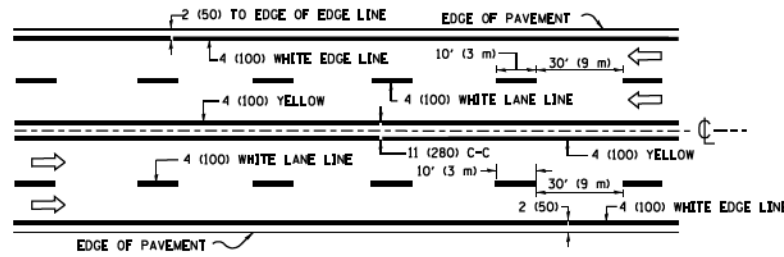 2 (50) TO EDGE OF EDGE LINE
EDGE OF PAVEMENT
4 (100) WHITE EDGE LINE
10' (3 m)
30' (9 m)
4 (100) YELLOW
4 (100) WHITE LANE LINE
CL
4 (100) WHITE LANE LINE
11 (280) C-C
4 (100) YELLOW
10' (3 m)
30' (9 m)
2 (50)
4 (100) WHITE EDGE LINE
EDGE OF PAVEMENT